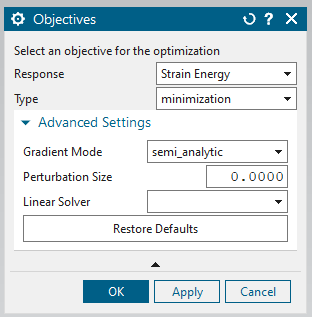 Objectives
Select an objective for the optimization
Response Strain Energy
Type minimization
Advanced Settings
Gradient Mode semi_analytic
Perturbation Size 0.0000
Linear Solver
Restore Defaults
OK Apply Cancel